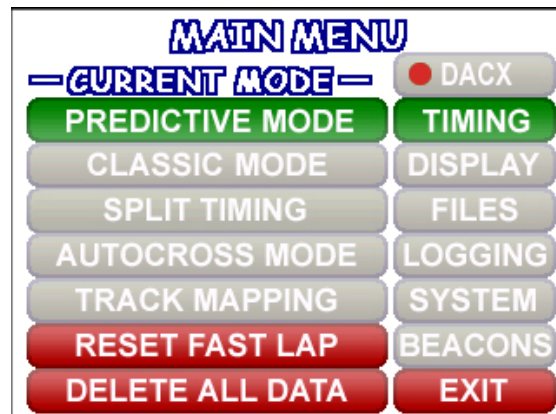 MAIN MENU
CURRENT MODE
DACX
PREDICTIVE MODE
TIMING
CLASSIC MODE
DISPLAY
SPLIT TIMING
FILES
AUTOCROSS MODE
LOGGING
TRACK MAPPING
SYSTEM
RESET FAST LAP
BEACONS
DELETE ALL DATA
EXIT